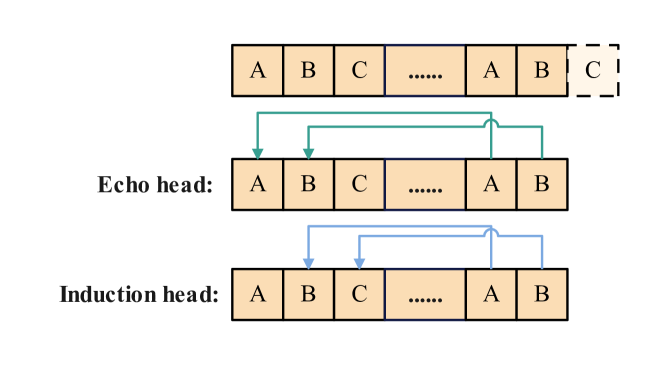 A B C ...... A B C
Echo head: A B C ...... A B
Induction head: A B C ...... A B